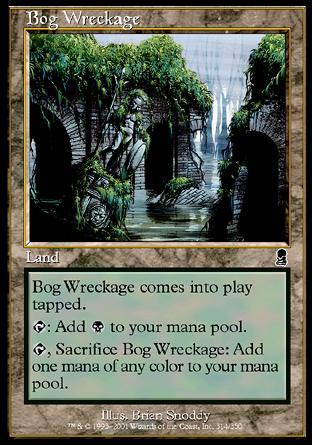 Bog Wreckage
Land
Bog Wreckage comes into play
tapped.
: Add to your mana pool.
, Sacrifice Bog Wreckage: Add
one mana of any color to your mana
pool.
Illus. Brian Snoddy
™ & © 1993–2001 Wizards of the Coast, Inc. 314/350